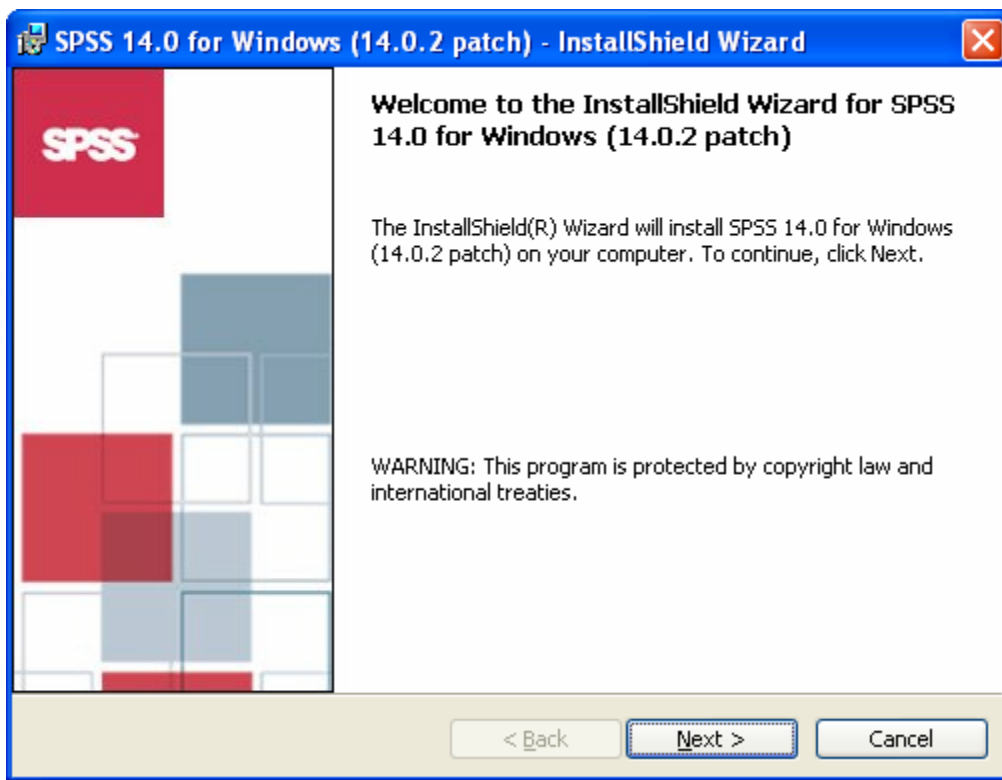 SPSS 14.0 for Windows (14.0.2 patch) - InstallShield Wizard
SPSS
Welcome to the InstallShield Wizard for SPSS
14.0 for Windows (14.0.2 patch)
The InstallShield(R) Wizard will install SPSS 14.0 for Windows
(14.0.2 patch) on your computer. To continue, click Next.
WARNING: This program is protected by copyright law and
international treaties.
< Back
Next >
Cancel